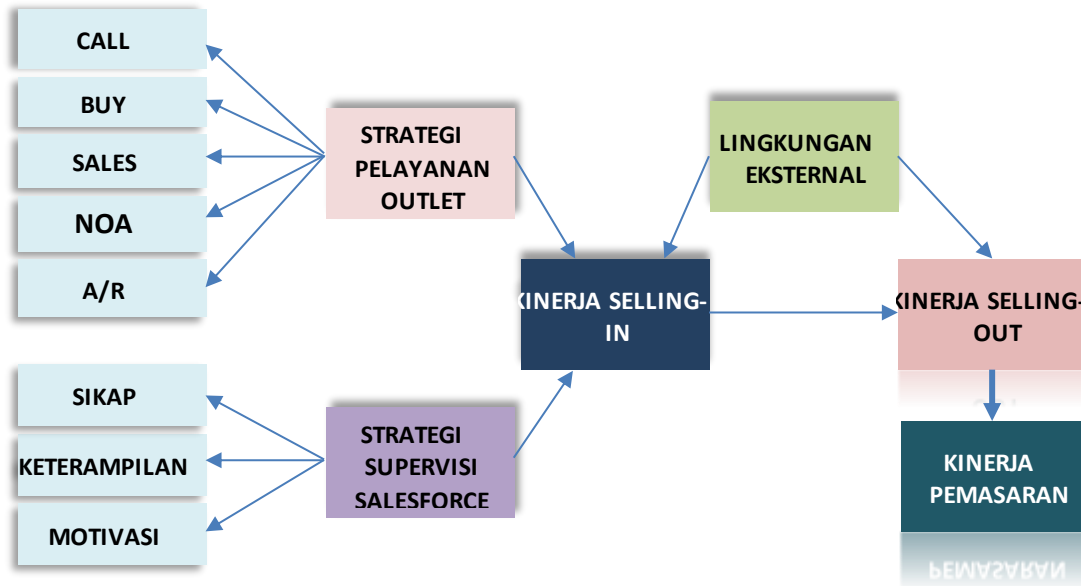 CALL
BUY
SALES
NOA
A/R
STRATEGI
PELAYANAN
OUTLET
LINGKUNGAN
EKSTERNAL
KINERJA SELLING-
IN
KINERJA SELLING-
OUT
SIKAP
KETERAMPILAN
MOTIVASI
STRATEGI
SUPERVISI
SALESFORCE
KINERJA
PEMASARAN